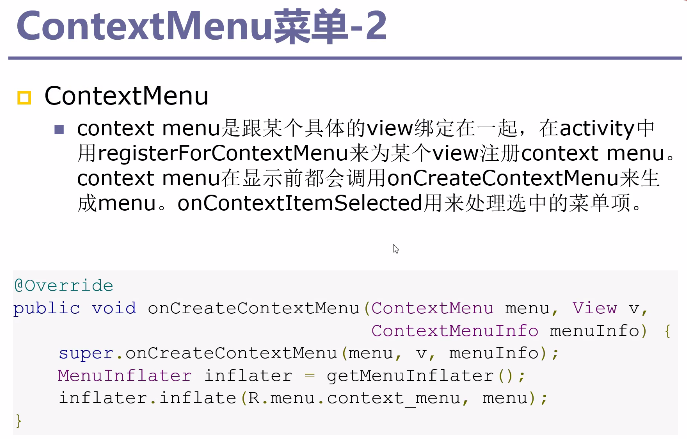 ContextMenu菜单-2
ContextMenu
context menu是跟某个具体的view绑定在一起，在activity中
用registerForContextMenu来为某个view注册context menu。
context menu在显示前都会调用onCreateContextMenu来生
成menu。onContextItemSelected用来处理选中的菜单项。
@Override
public void onCreateContextMenu(ContextMenu menu, View v,
                                ContextMenuInfo menuInfo) {
    super.onCreateContextMenu(menu, v, menuInfo);
    MenuInflater inflater = getMenuInflater();
    inflater.inflate(R.menu.context_menu, menu);
}